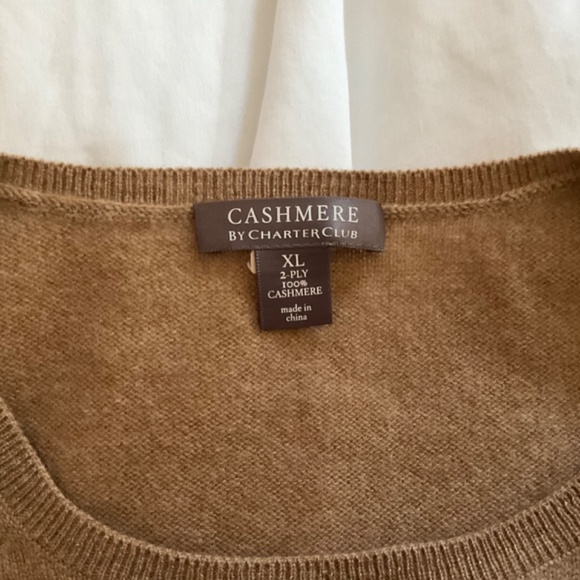 CASHMERE
BY CHARTER CLUB
XL
2-PLY
100%
CASHMERE
made in
china